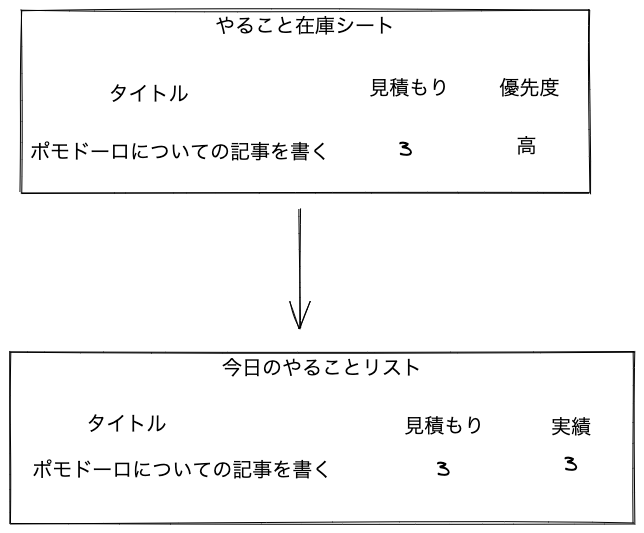 やること在庫シート
タイトル 見積もり 優先度
ポモドーロについての記事を書く 3 高
今日のやることリスト
タイトル 見積もり 実績
ポモドーロについての記事を書く 3 3